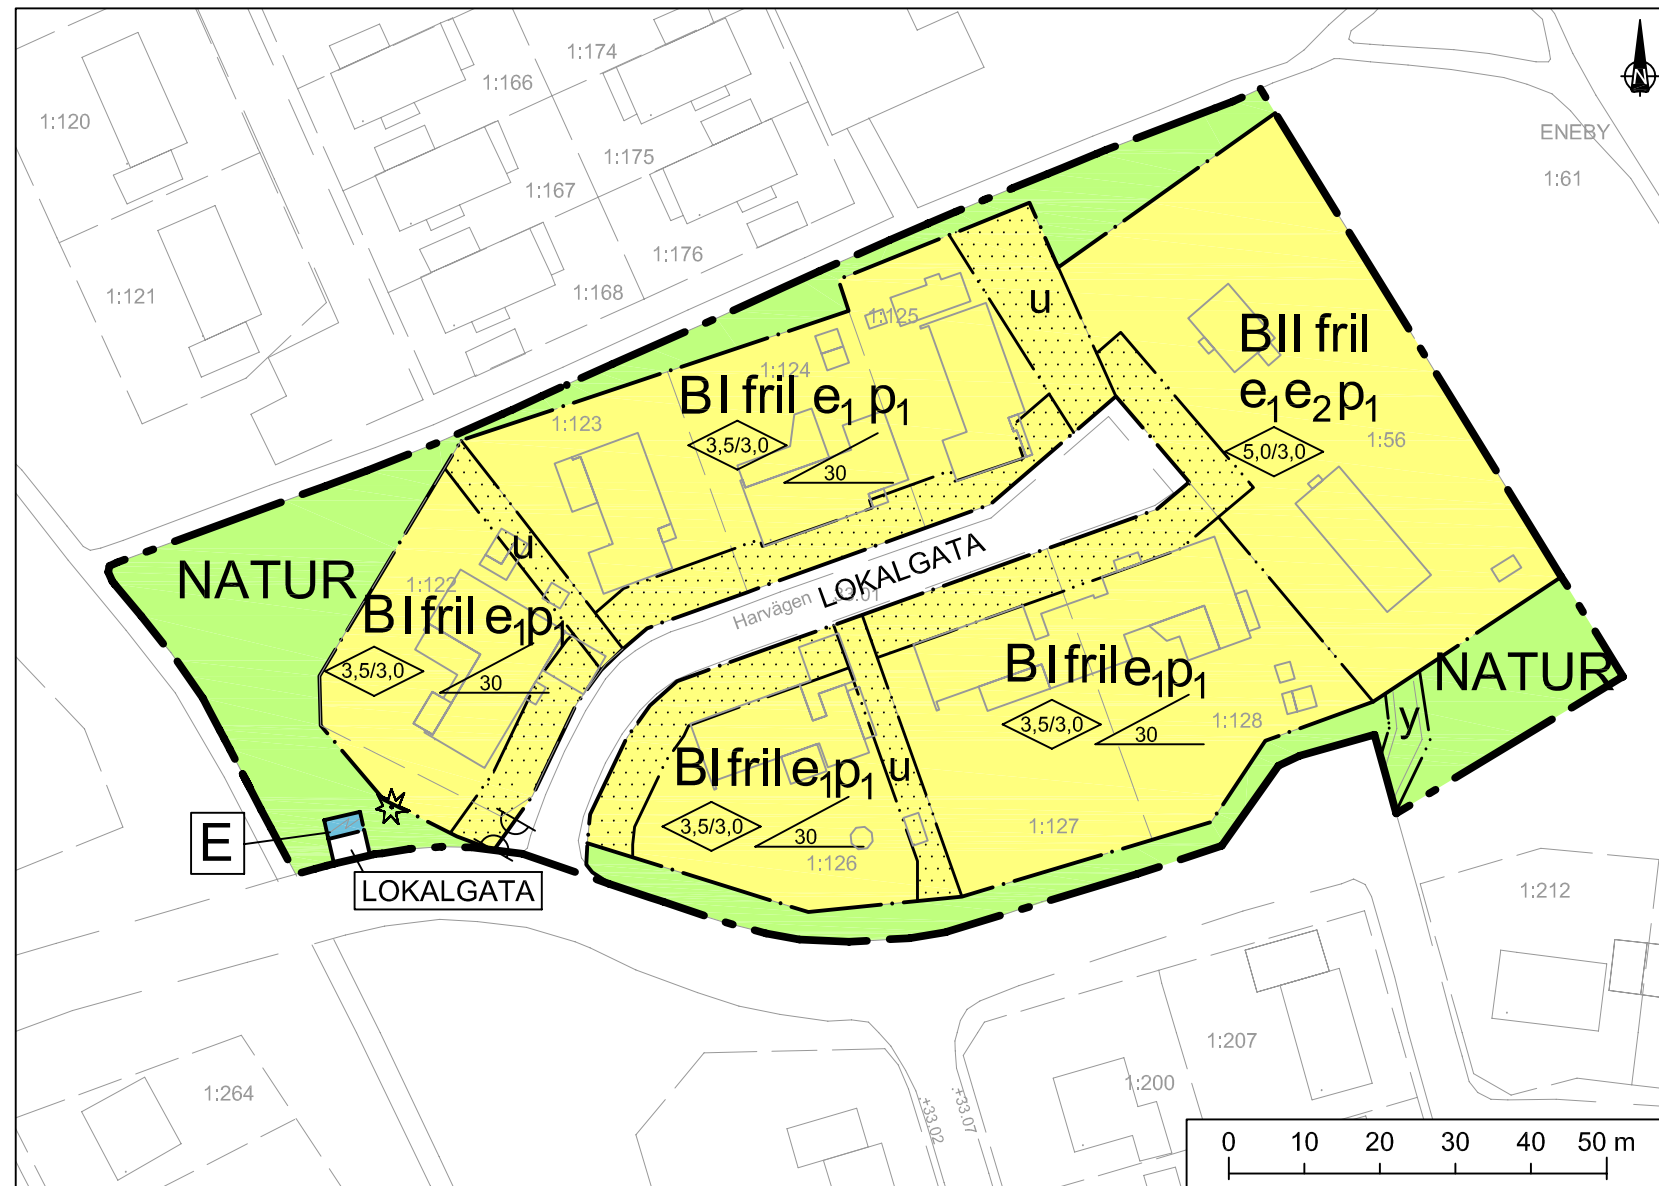 1:174
1:166
1:120
N
ENEBY
1:175
1:167
1:61
1:176
1:121
1:168
u
1:125
BII fril
e₁e₂p₁
1:124
BI fril e₁ p₁
1:123
3,5/3,0
30
1:56
5,0/3,0
u
NATUR
1:122
BI fril e₁p₁
3,5/3,0
30
Harvägen
LOKALGATA
BI fril e₁p₁
3,5/3,0
30
1:128
NATUR
y
BI fril e₁p₁
u
3,5/3,0
30
1:127
1:126
E
LOKALGATA
1:212
1:207
1:200
1:264
+33.02
+33.07
0 10 20 30 40 50 m